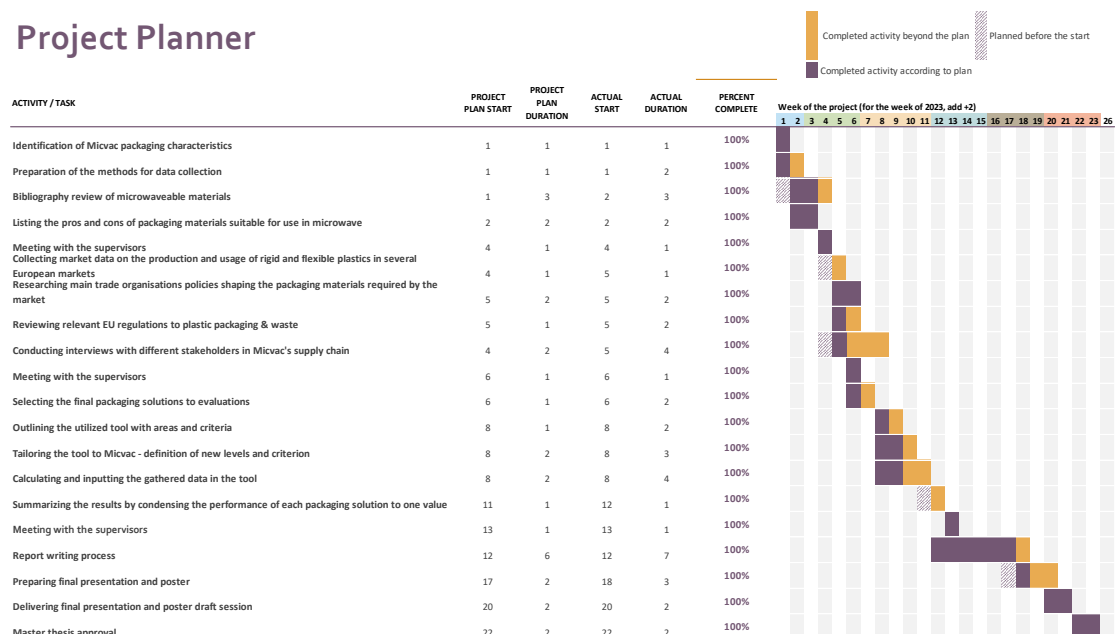 Project Planner
Completed activity beyond the plan
Planned before the start
Completed activity according to plan
ACTIVITY / TASK
PROJECT PLAN START
PROJECT PLAN DURATION
ACTUAL START
ACTUAL DURATION
PERCENT COMPLETE
Week of the project (for the week of 2023, add +2)
1 2 3 4 5 6 7 8 9 10 11 12 13 14 15 16 17 18 19 20 21 22 23 26
Identification of Micvac packaging characteristics 1 1 1 1 100%
Preparation of the methods for data collection 1 1 1 2 100%
Bibliography review of microwaveable materials 1 3 2 3 100%
Listing the pros and cons of packaging materials suitable for use in microwave 2 2 2 2 100%
Meeting with the supervisors 4 1 4 1 100%
Collecting market data on the production and usage of rigid and flexible plastics in several
European markets 4 1 5 1 100%
Researching main trade organisations policies shaping the packaging materials required by the
market 5 2 5 2 100%
Reviewing relevant EU regulations to plastic packaging & waste 5 1 5 2 100%
Conducting interviews with different stakeholders in Micvac's supply chain 4 2 5 4 100%
Meeting with the supervisors 6 1 6 1 100%
Selecting the final packaging solutions to evaluations 6 1 6 2 100%
Outlining the utilized tool with areas and criteria 8 1 8 2 100%
Tailoring the tool to Micvac - definition of new levels and criterion 8 2 8 3 100%
Calculating and inputting the gathered data in the tool 8 2 8 4 100%
Summarizing the results by condensing the performance of each packaging solution to one value 11 1 12 1 100%
Meeting with the supervisors 13 1 13 1 100%
Report writing process 12 6 12 7 100%
Preparing final presentation and poster 17 2 18 3 100%
Delivering final presentation and poster draft session 20 2 20 2 100%
Master thesis approval 22 2 22 2 100%